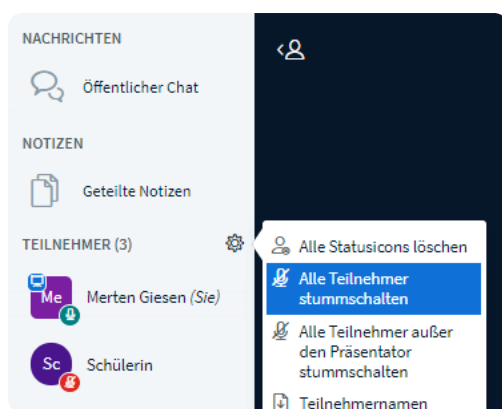 NACHRICHTEN
Öffentlicher Chat
NOTIZEN
Geteilte Notizen
TEILNEHMER (3)
Me
Merten Giesen (Sie)
Sc
Schülerin
Alle Statusicons löschen
Alle Teilnehmer
stummschalten
Alle Teilnehmer außer
den Präsentator
stummschalten
Teilnehmernamen